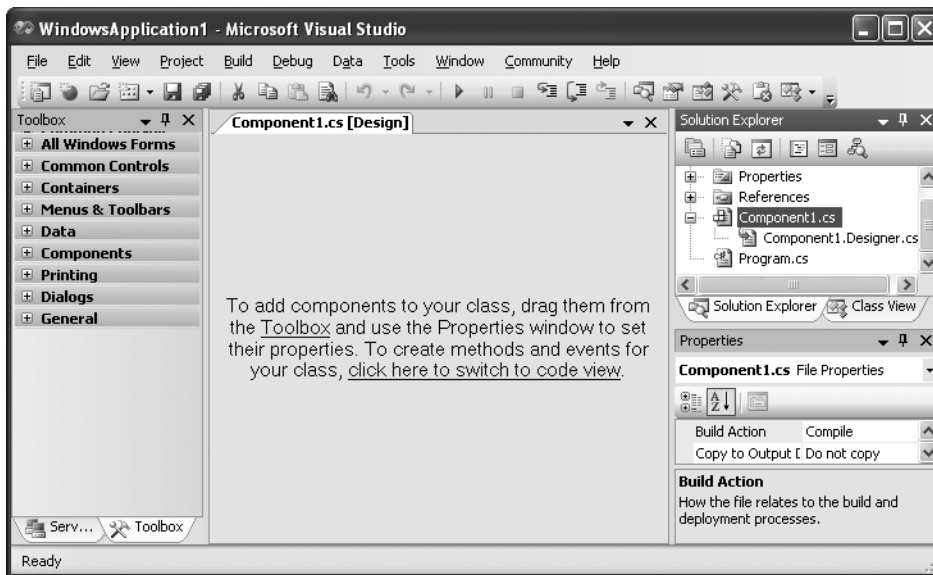 WindowsApplication1 - Microsoft Visual Studio
File Edit View Project Build Debug Data Tools Window Community Help
Toolbox
All Windows Forms
Common Controls
Containers
Menus & Toolbars
Data
Components
Printing
Dialogs
General
Serv... Toolbox
Component1.cs [Design]
To add components to your class, drag them from
the Toolbox and use the Properties window to set
their properties. To create methods and events for
your class, click here to switch to code view.
Solution Explorer
Properties
References
Component1.cs
Component1.Designer.cs
Program.cs
Solution Explorer Class View
Properties
Component1.cs File Properties
Build Action Compile
Copy to Output D Do not copy
Build Action
How the file relates to the build and
deployment processes.
Ready